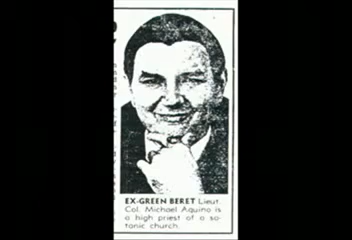 EX-GREEN BERET Lieut.
Col. Michael Aquino is
a high priest of a sa-
tanic church.